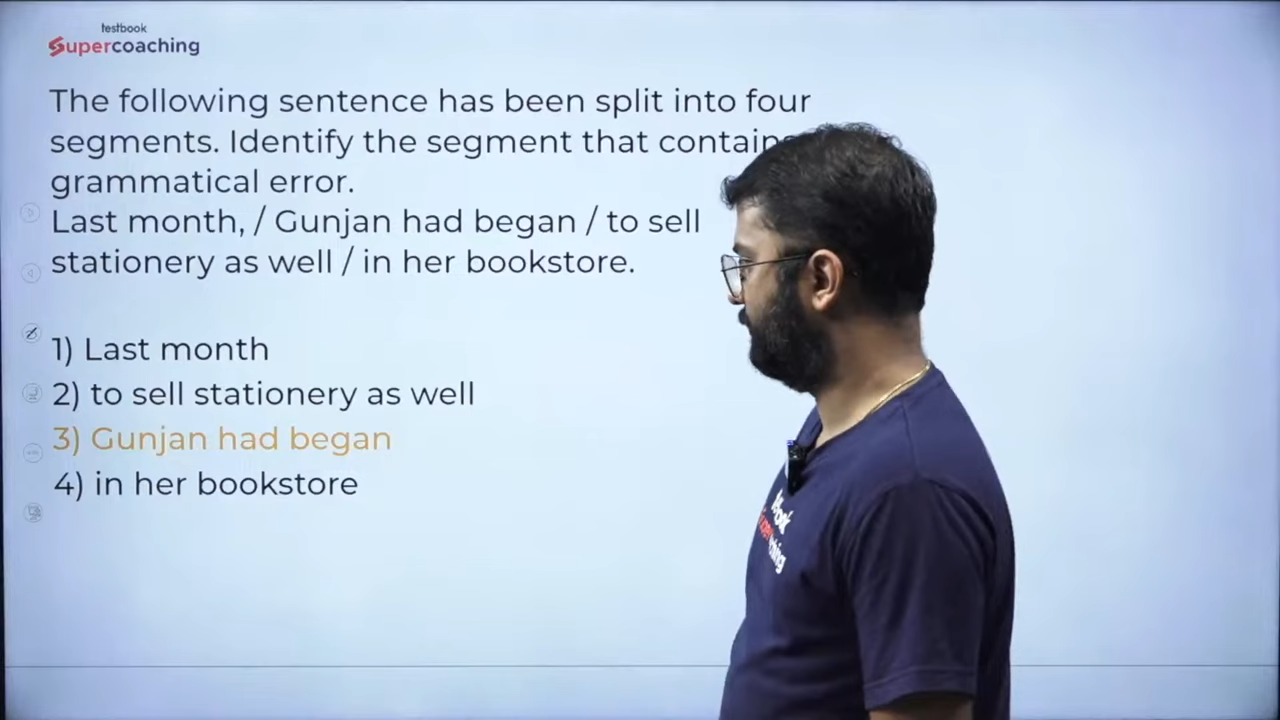 testbook
Supercoaching
The following sentence has been split into four
segments. Identify the segment that contains
grammatical error.
Last month, / Gunjan had began / to sell
stationery as well / in her bookstore.
1) Last month
2) to sell stationery as well
3) Gunjan had began
4) in her bookstore